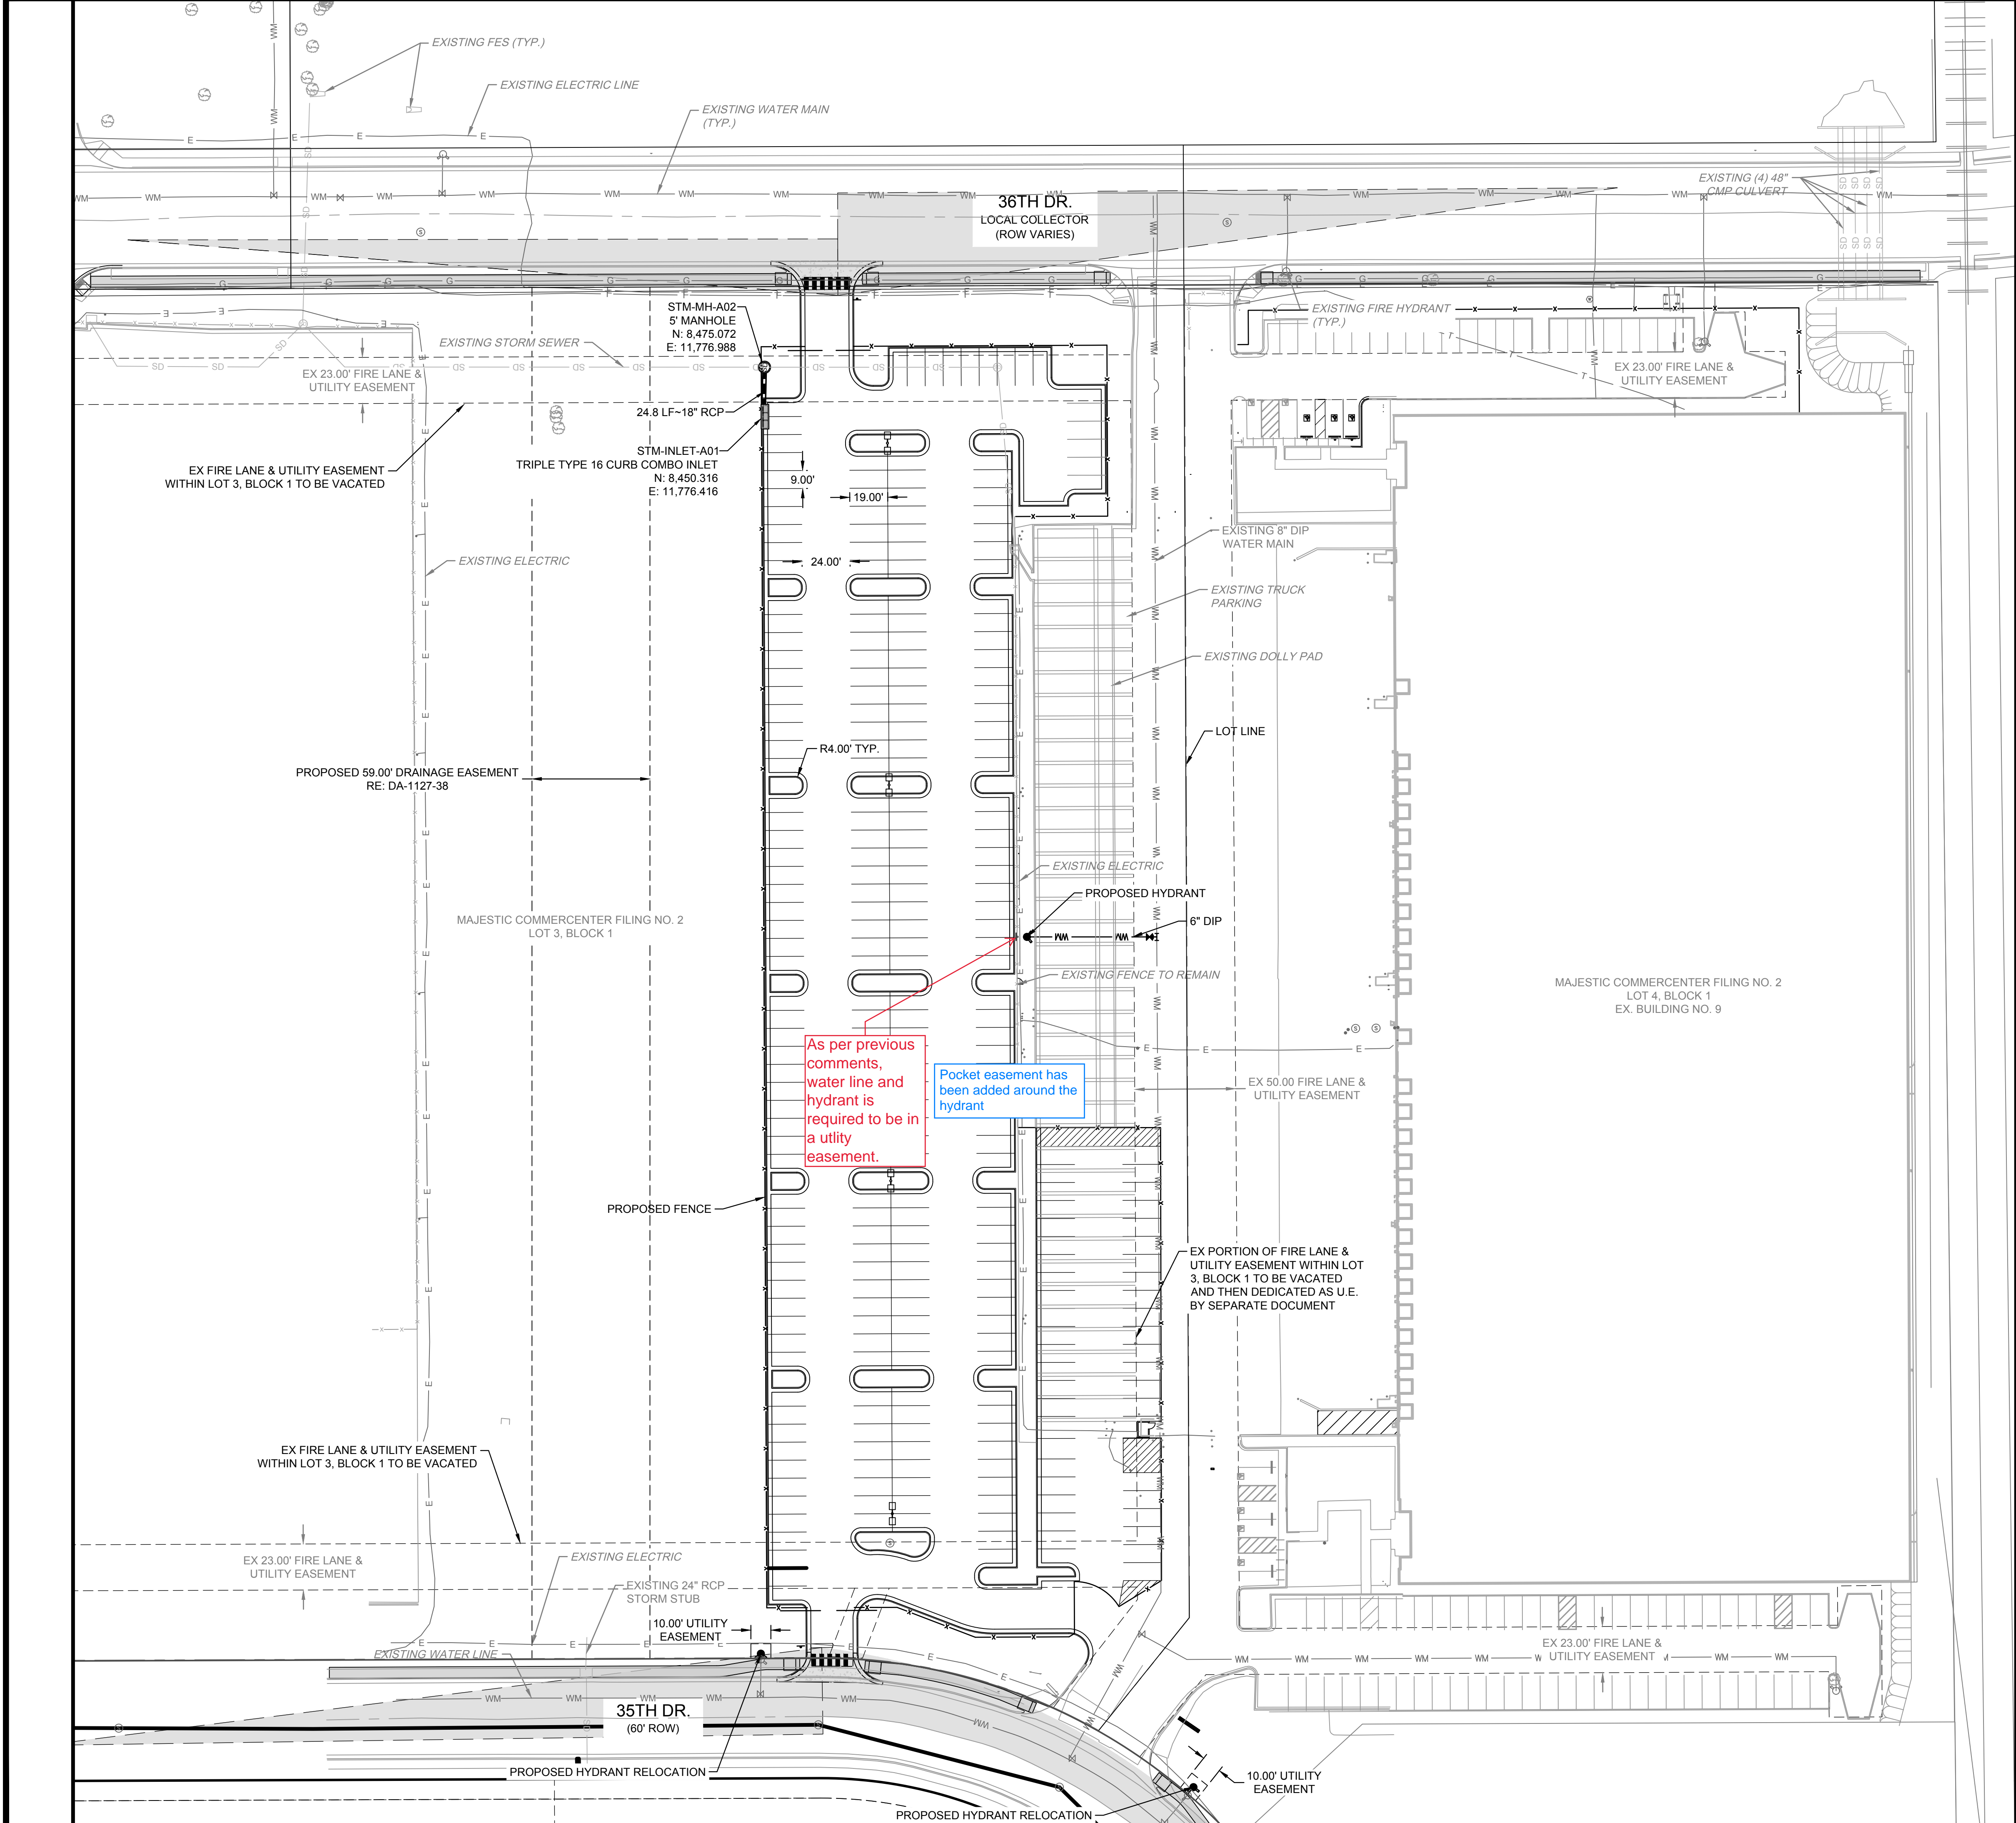 EXISTING FES (TYP.)
EXISTING ELECTRIC LINE
EXISTING WATER MAIN
(TYP.)
EXISTING (4) 48"
CMP CULVERT
36TH DR.
LOCAL COLLECTOR
(ROW VARIES)
STM-MH-A02
5' MANHOLE
N: 8,475.072
E: 11,776.988
EXISTING FIRE HYDRANT
(TYP.)
EXISTING STORM SEWER
EX 23.00' FIRE LANE &
UTILITY EASEMENT
EX 23.00' FIRE LANE &
UTILITY EASEMENT
24.8 LF~18" RCP
STM-INLET-A01
TRIPLE TYPE 16 CURB COMBO INLET
N: 8,450.316
E: 11,776.416
EX FIRE LANE & UTILITY EASEMENT
WITHIN LOT 3, BLOCK 1 TO BE VACATED
9.00'
19.00'
24.00'
EXISTING 8" DIP
WATER MAIN
EXISTING ELECTRIC
EXISTING TRUCK
PARKING
EXISTING DOLLY PAD
LOT LINE
R4.00' TYP.
PROPOSED 59.00' DRAINAGE EASEMENT
RE: DA-1127-38
EXISTING ELECTRIC
PROPOSED HYDRANT
6" DIP
MAJESTIC COMMERCENTER FILING NO. 2
LOT 3, BLOCK 1
EXISTING FENCE TO REMAIN
MAJESTIC COMMERCENTER FILING NO. 2
LOT 4, BLOCK 1
EX. BUILDING NO. 9
As per previous
comments,
water line and
hydrant is
required to be in
a utlity
easement.
Pocket easement has
been added around the
hydrant
EX 50.00 FIRE LANE &
UTILITY EASEMENT
PROPOSED FENCE
EX PORTION OF FIRE LANE &
UTILITY EASEMENT WITHIN LOT
3, BLOCK 1 TO BE VACATED
AND THEN DEDICATED AS U.E.
BY SEPARATE DOCUMENT
EX FIRE LANE & UTILITY EASEMENT
WITHIN LOT 3, BLOCK 1 TO BE VACATED
EX 23.00' FIRE LANE &
UTILITY EASEMENT
EXISTING ELECTRIC
EXISTING 24" RCP
STORM STUB
10.00' UTILITY
EASEMENT
EXISTING WATER LINE
EX 23.00' FIRE LANE &
UTILITY EASEMENT
35TH DR.
(60' ROW)
PROPOSED HYDRANT RELOCATION
10.00' UTILITY
EASEMENT
PROPOSED HYDRANT RELOCATION